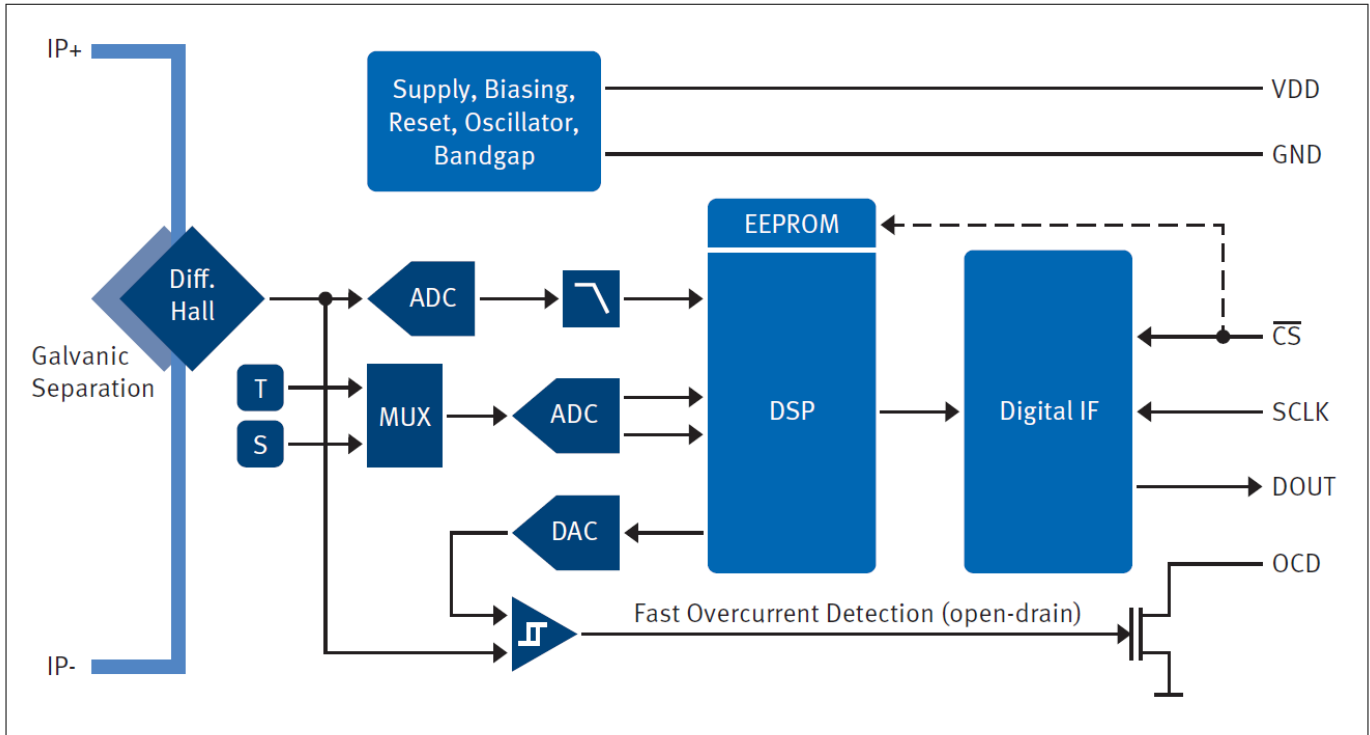 IP+
Supply, Biasing,
Reset, Oscillator,
Bandgap
VDD
GND
EEPROM
Diff.
Hall
ADC
Galvanic
Separation
T
S
MUX
ADC
DSP
Digital IF
C̅S̅
SCLK
DOUT
DAC
OCD
Fast Overcurrent Detection (open-drain)
IP-